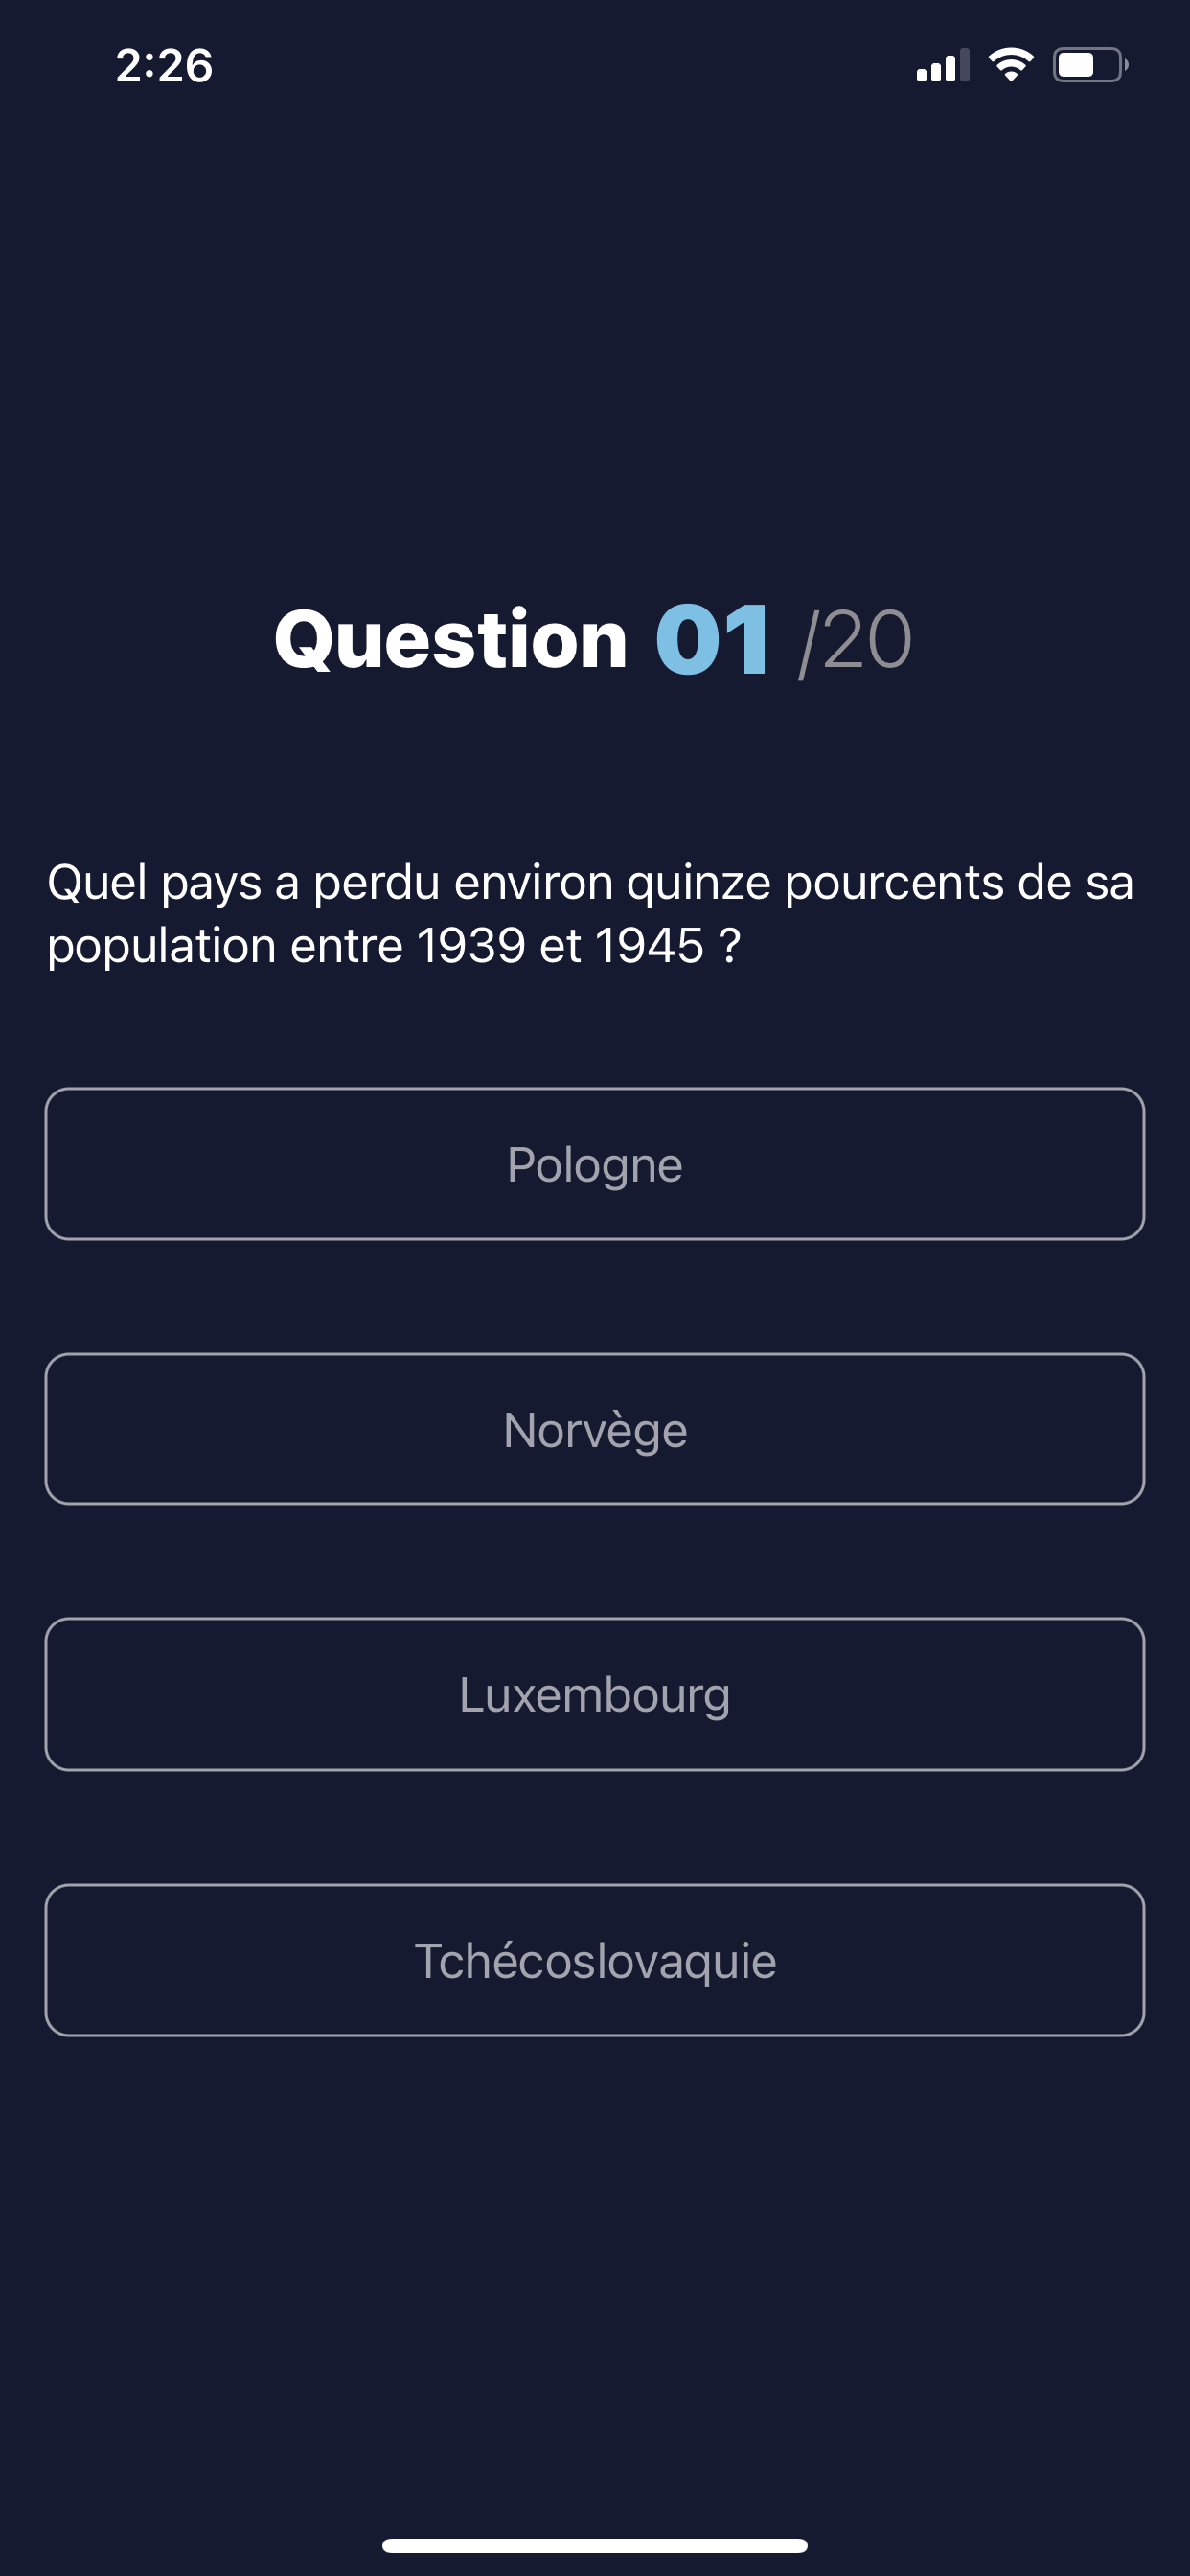 2:26
Question 01 /20
Quel pays a perdu environ quinze pourcents de sa
population entre 1939 et 1945 ?
Pologne
Norvège
Luxembourg
Tchécoslovaquie